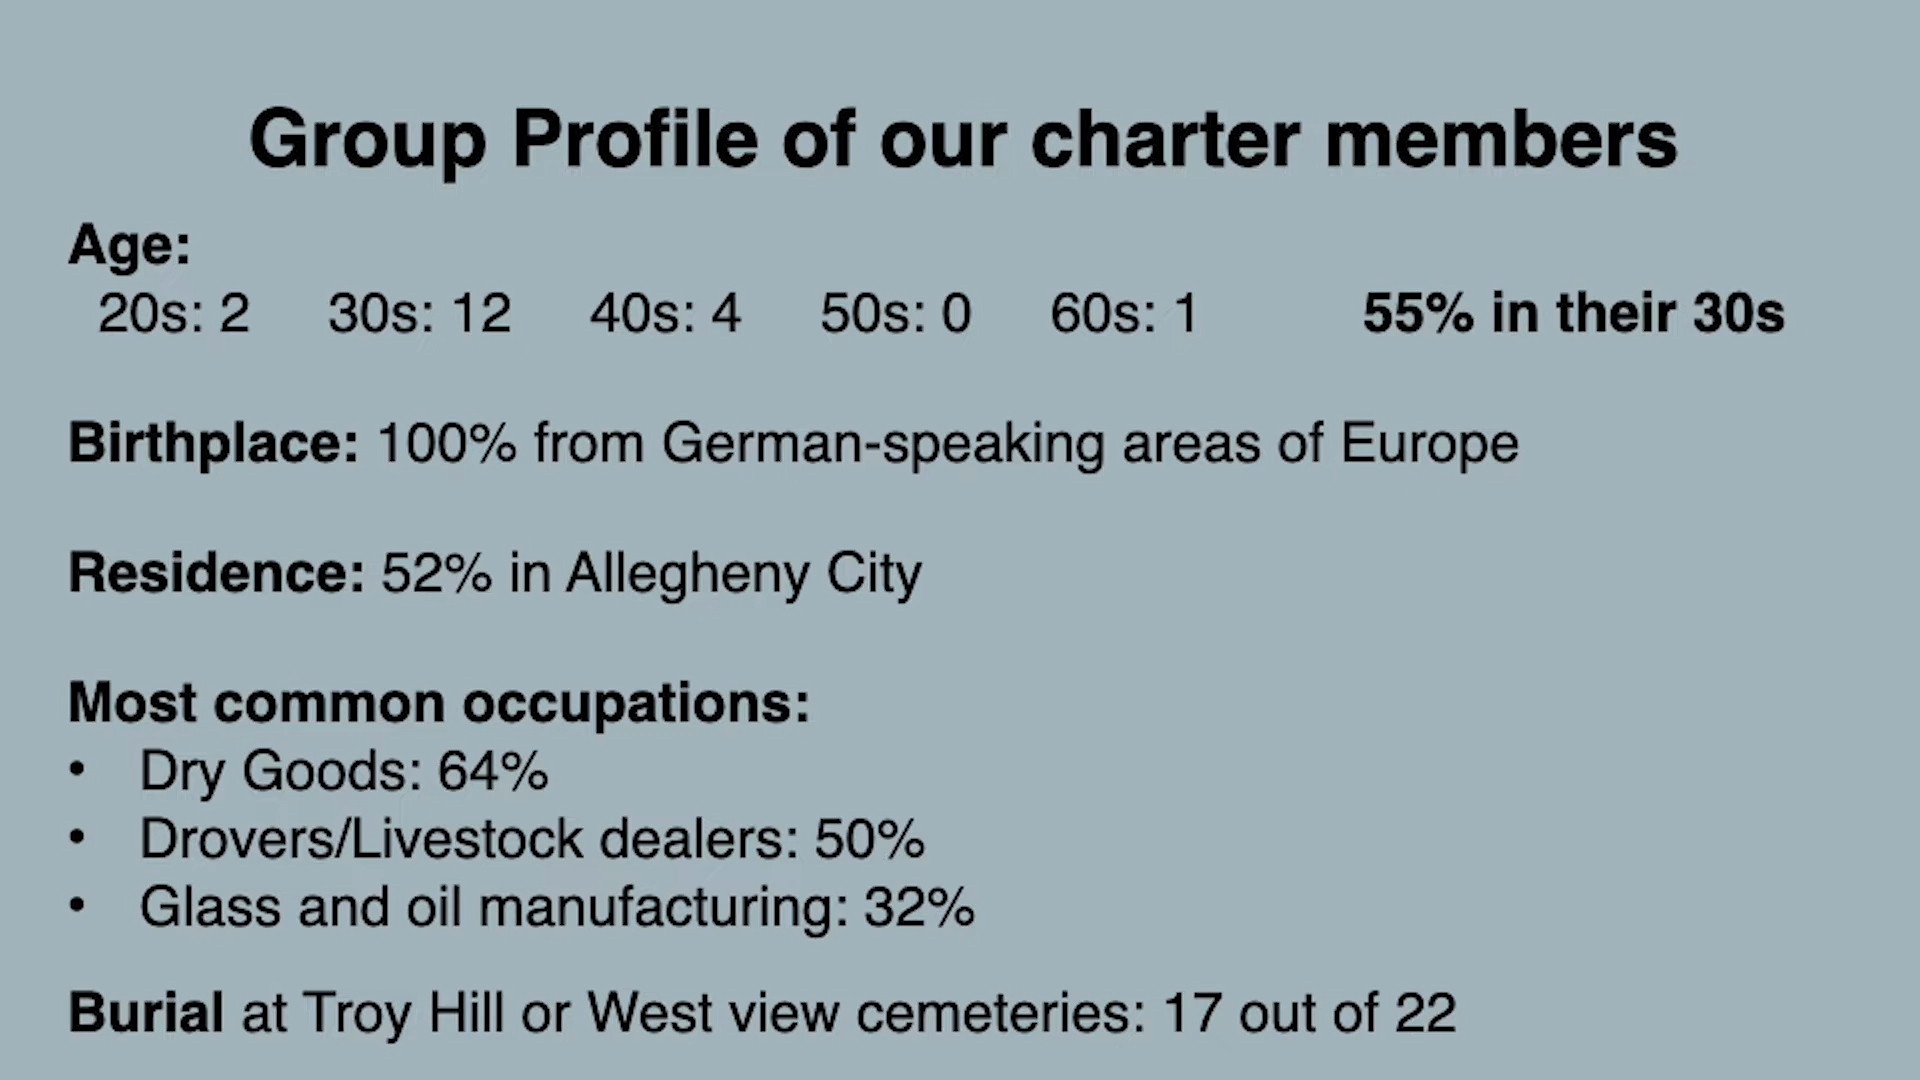 Group Profile of our charter members
Age:
20s: 2 30s: 12 40s: 4 50s: 0 60s: 1 55% in their 30s
Birthplace: 100% from German-speaking areas of Europe
Residence: 52% in Allegheny City
Most common occupations:
• Dry Goods: 64%
• Drovers/Livestock dealers: 50%
• Glass and oil manufacturing: 32%
Burial at Troy Hill or West view cemeteries: 17 out of 22